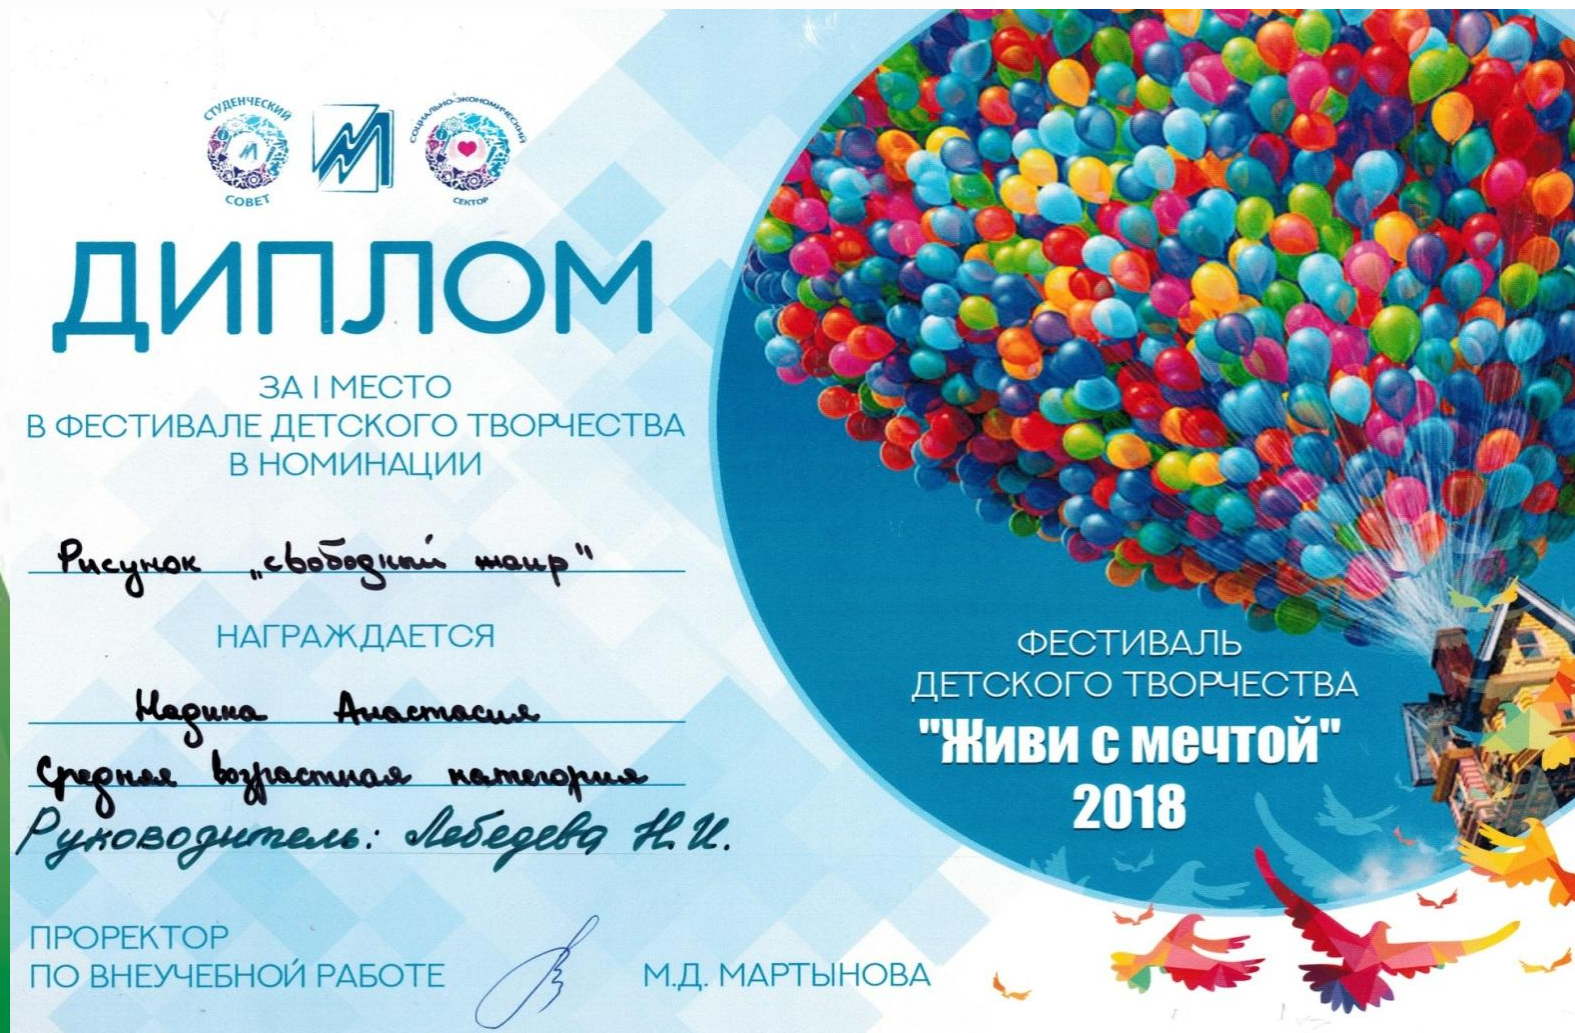 СТУДЕНЧЕСКИЙ
СОВЕТ
СОЦИАЛЬНО-ЭКОНОМИЧЕСКИЙ
СЕКТОР
ДИПЛОМ
ЗА I МЕСТО
В ФЕСТИВАЛЕ ДЕТСКОГО ТВОРЧЕСТВА
В НОМИНАЦИИ
Рисунок „свободный жанр"
НАГРАЖДАЕТСЯ
Надина Анастасия
Средняя возрастная категория
Руководитель: Лебедева Н.И.
ПРОРЕКТОР
ПО ВНЕУЧЕБНОЙ РАБОТЕ
М.Д. МАРТЫНОВА
ФЕСТИВАЛЬ
ДЕТСКОГО ТВОРЧЕСТВА
"Живи с мечтой"
2018